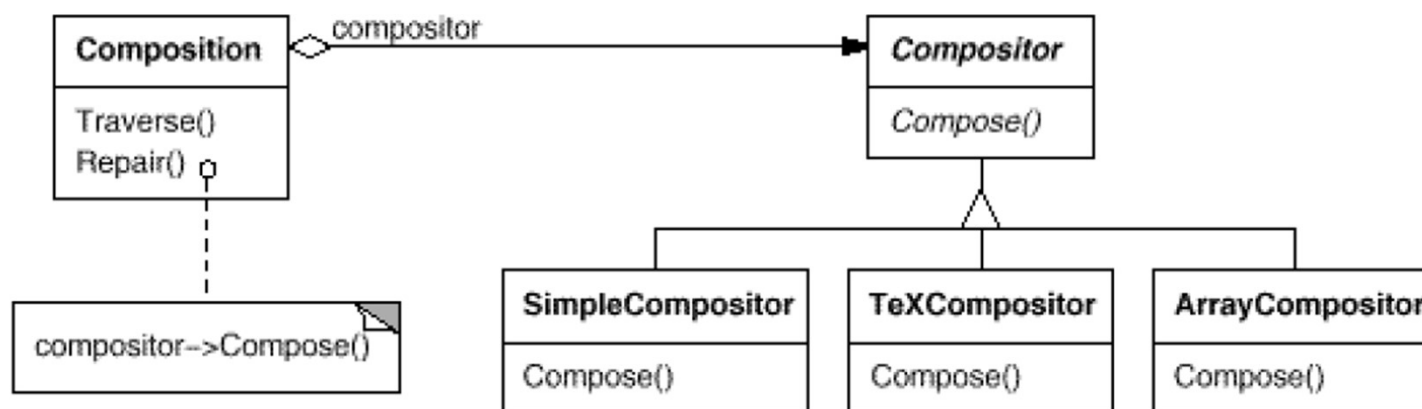 Composition
Traverse()
Repair()
compositor
Compositor
Compose()
compositor->Compose()
SimpleCompositor
Compose()
TeXCompositor
Compose()
ArrayCompositor
Compose()